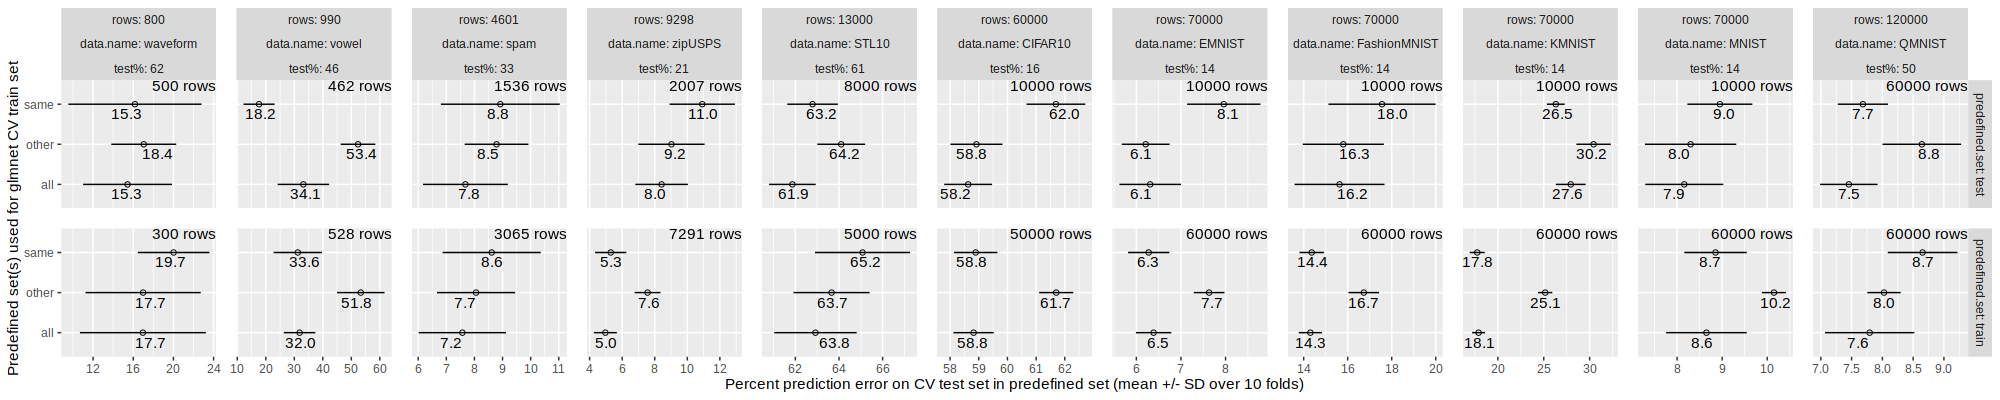 rows: 800 rows: 990 rows: 4601 rows: 9298 rows: 13000 rows: 60000 rows: 70000 rows: 70000 rows: 70000 rows: 70000 rows: 120000
data.name: waveform data.name: vowel data.name: spam data.name: zipUSPS data.name: STL10 data.name: CIFAR10 data.name: EMNIST data.name: FashionMNIST data.name: KMNIST data.name: MNIST data.name: QMNIST
test%: 62 test%: 46 test%: 33 test%: 21 test%: 61 test%: 16 test%: 14 test%: 14 test%: 14 test%: 14 test%: 50
500 rows 462 rows 1536 rows 2007 rows 8000 rows 10000 rows 10000 rows 10000 rows 10000 rows 10000 rows 60000 rows
same
15.3 18.2 8.8 11.0 63.2 62.0 8.1 18.0 26.5 9.0 7.7
other
18.4 53.4 8.5 9.2 64.2 58.8 6.1 16.3 30.2 8.0 8.8
all
15.3 34.1 7.8 8.0 61.9 58.2 6.1 16.2 27.6 7.9 7.5
predefined.set: test
300 rows 528 rows 3065 rows 7291 rows 5000 rows 50000 rows 60000 rows 60000 rows 60000 rows 60000 rows 60000 rows
same
19.7 33.6 8.6 5.3 65.2 58.8 6.3 14.4 17.8 8.7 8.7
other
17.7 51.8 7.7 7.6 63.7 61.7 7.7 16.7 25.1 10.2 8.0
all
17.7 32.0 7.2 5.0 63.8 58.8 6.5 14.3 18.1 8.6 7.6
predefined.set: train
12 16 20 24 10 20 30 40 50 60 6 7 8 9 10 11 4 6 8 10 12 62 64 66 58 59 60 61 62 6 7 8 14 16 18 20 20 25 30 8 9 10 7.0 7.5 8.0 8.5 9.0
Percent prediction error on CV test set in predefined set (mean +/- SD over 10 folds)
Predefined set(s) used for glmnet CV train set